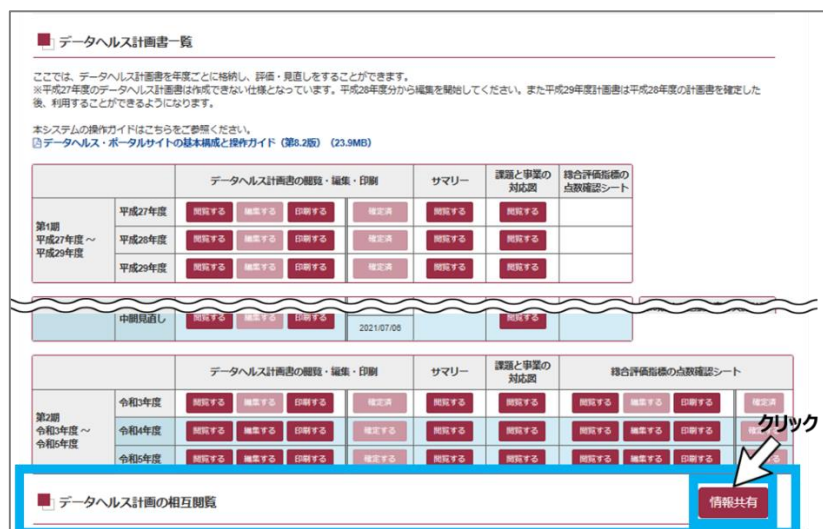 データヘルス計画書一覧
ここでは、データヘルス計画書を年度ごとに格納し、評価・見直しをすることができます。
※平成27年度のデータヘルス計画書は作成できない仕様となっています。平成28年度分から編集を開始してください。また平成29年度計画書は平成28年度の計画書を確定した
後、利用することができるようになります。
本システムの操作ガイドはこちらをご参照ください。
データヘルス・ポータルサイトの基本構成と操作ガイド（第8.2版）（23.9MB）
データヘルス計画書の閲覧・編集・印刷 サマリー 課題と事業の対応図 総合評価指標の点数確認シート
第1期
平成27年度～
平成29年度
平成27年度 閲覧する 編集する 印刷する 確定済 閲覧する 閲覧する
平成28年度 閲覧する 編集する 印刷する 確定済 閲覧する 閲覧する
平成29年度 閲覧する 編集する 印刷する 確定済 閲覧する 閲覧する
中間見直し 閲覧する 編集する 印刷する 2021/07/06 閲覧する
データヘルス計画書の閲覧・編集・印刷 サマリー 課題と事業の対応図 総合評価指標の点数確認シート
第2期
令和3年度～
令和5年度
令和3年度 閲覧する 編集する 印刷する 確定済 閲覧する 閲覧する 閲覧する 編集する 印刷する 確定済
令和4年度 閲覧する 編集する 印刷する 確定する 閲覧する 閲覧する 閲覧する 編集する 印刷する
令和5年度 閲覧する 編集する 印刷する 確定する 閲覧する 閲覧する 閲覧する 編集する 印刷する
クリック
データヘルス計画の相互閲覧
情報共有